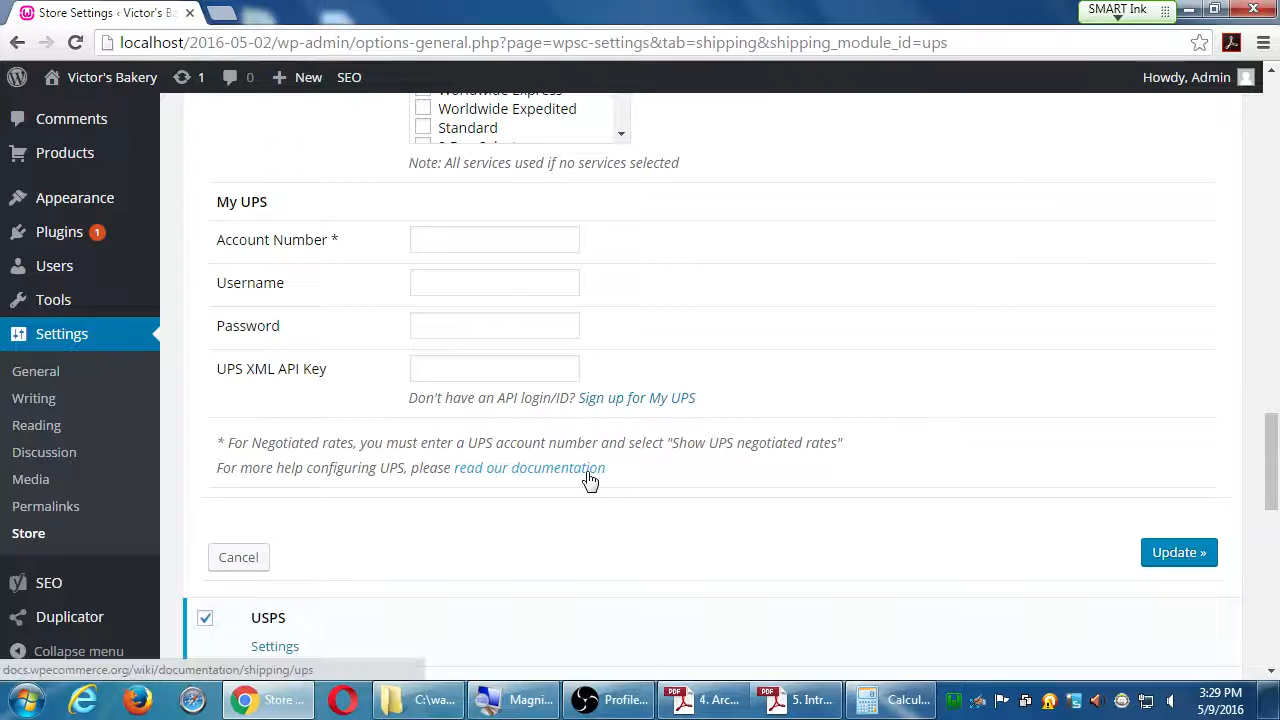 Store Settings ‹ Victor's Ba
SMART Ink
localhost/2016-05-02/wp-admin/options-general.php?page=wpsc-settings&tab=shipping&shipping_module_id=ups
Victor's Bakery
1
0
New
SEO
Howdy, Admin
Comments
Products
Appearance
Plugins 1
Users
Tools
Settings
General
Writing
Reading
Discussion
Media
Permalinks
Store
SEO
Duplicator
Collapse menu
Worldwide Express
Worldwide Expedited
Standard
Note: All services used if no services selected
My UPS
Account Number *
Username
Password
UPS XML API Key
Don't have an API login/ID? Sign up for My UPS
* For Negotiated rates, you must enter a UPS account number and select "Show UPS negotiated rates"
For more help configuring UPS, please read our documentation
Cancel
Update »
USPS
Settings
docs.wpecommerce.org/wiki/documentation/shipping/ups
Store ...
C:\wa...
Magni...
Profile...
4. Arc...
5. Intr...
Calcul...
3:29 PM
5/9/2016